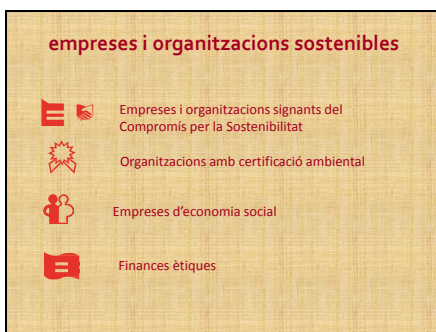 empreses i organitzacions sostenibles
Empreses i organitzacions signants del
Compromís per la Sostenibilitat
Organitzacions amb certificació ambiental
Empreses d'economia social
Finances ètiques